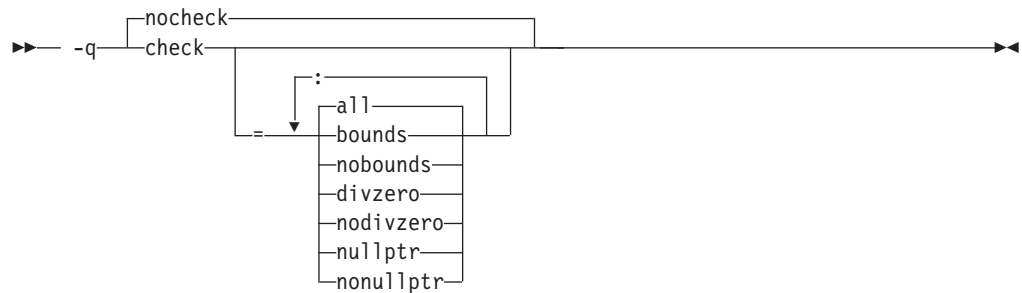 nocheck
-q check
:
= all
bounds
nobounds
divzero
nodivzero
nullptr
nonullptr